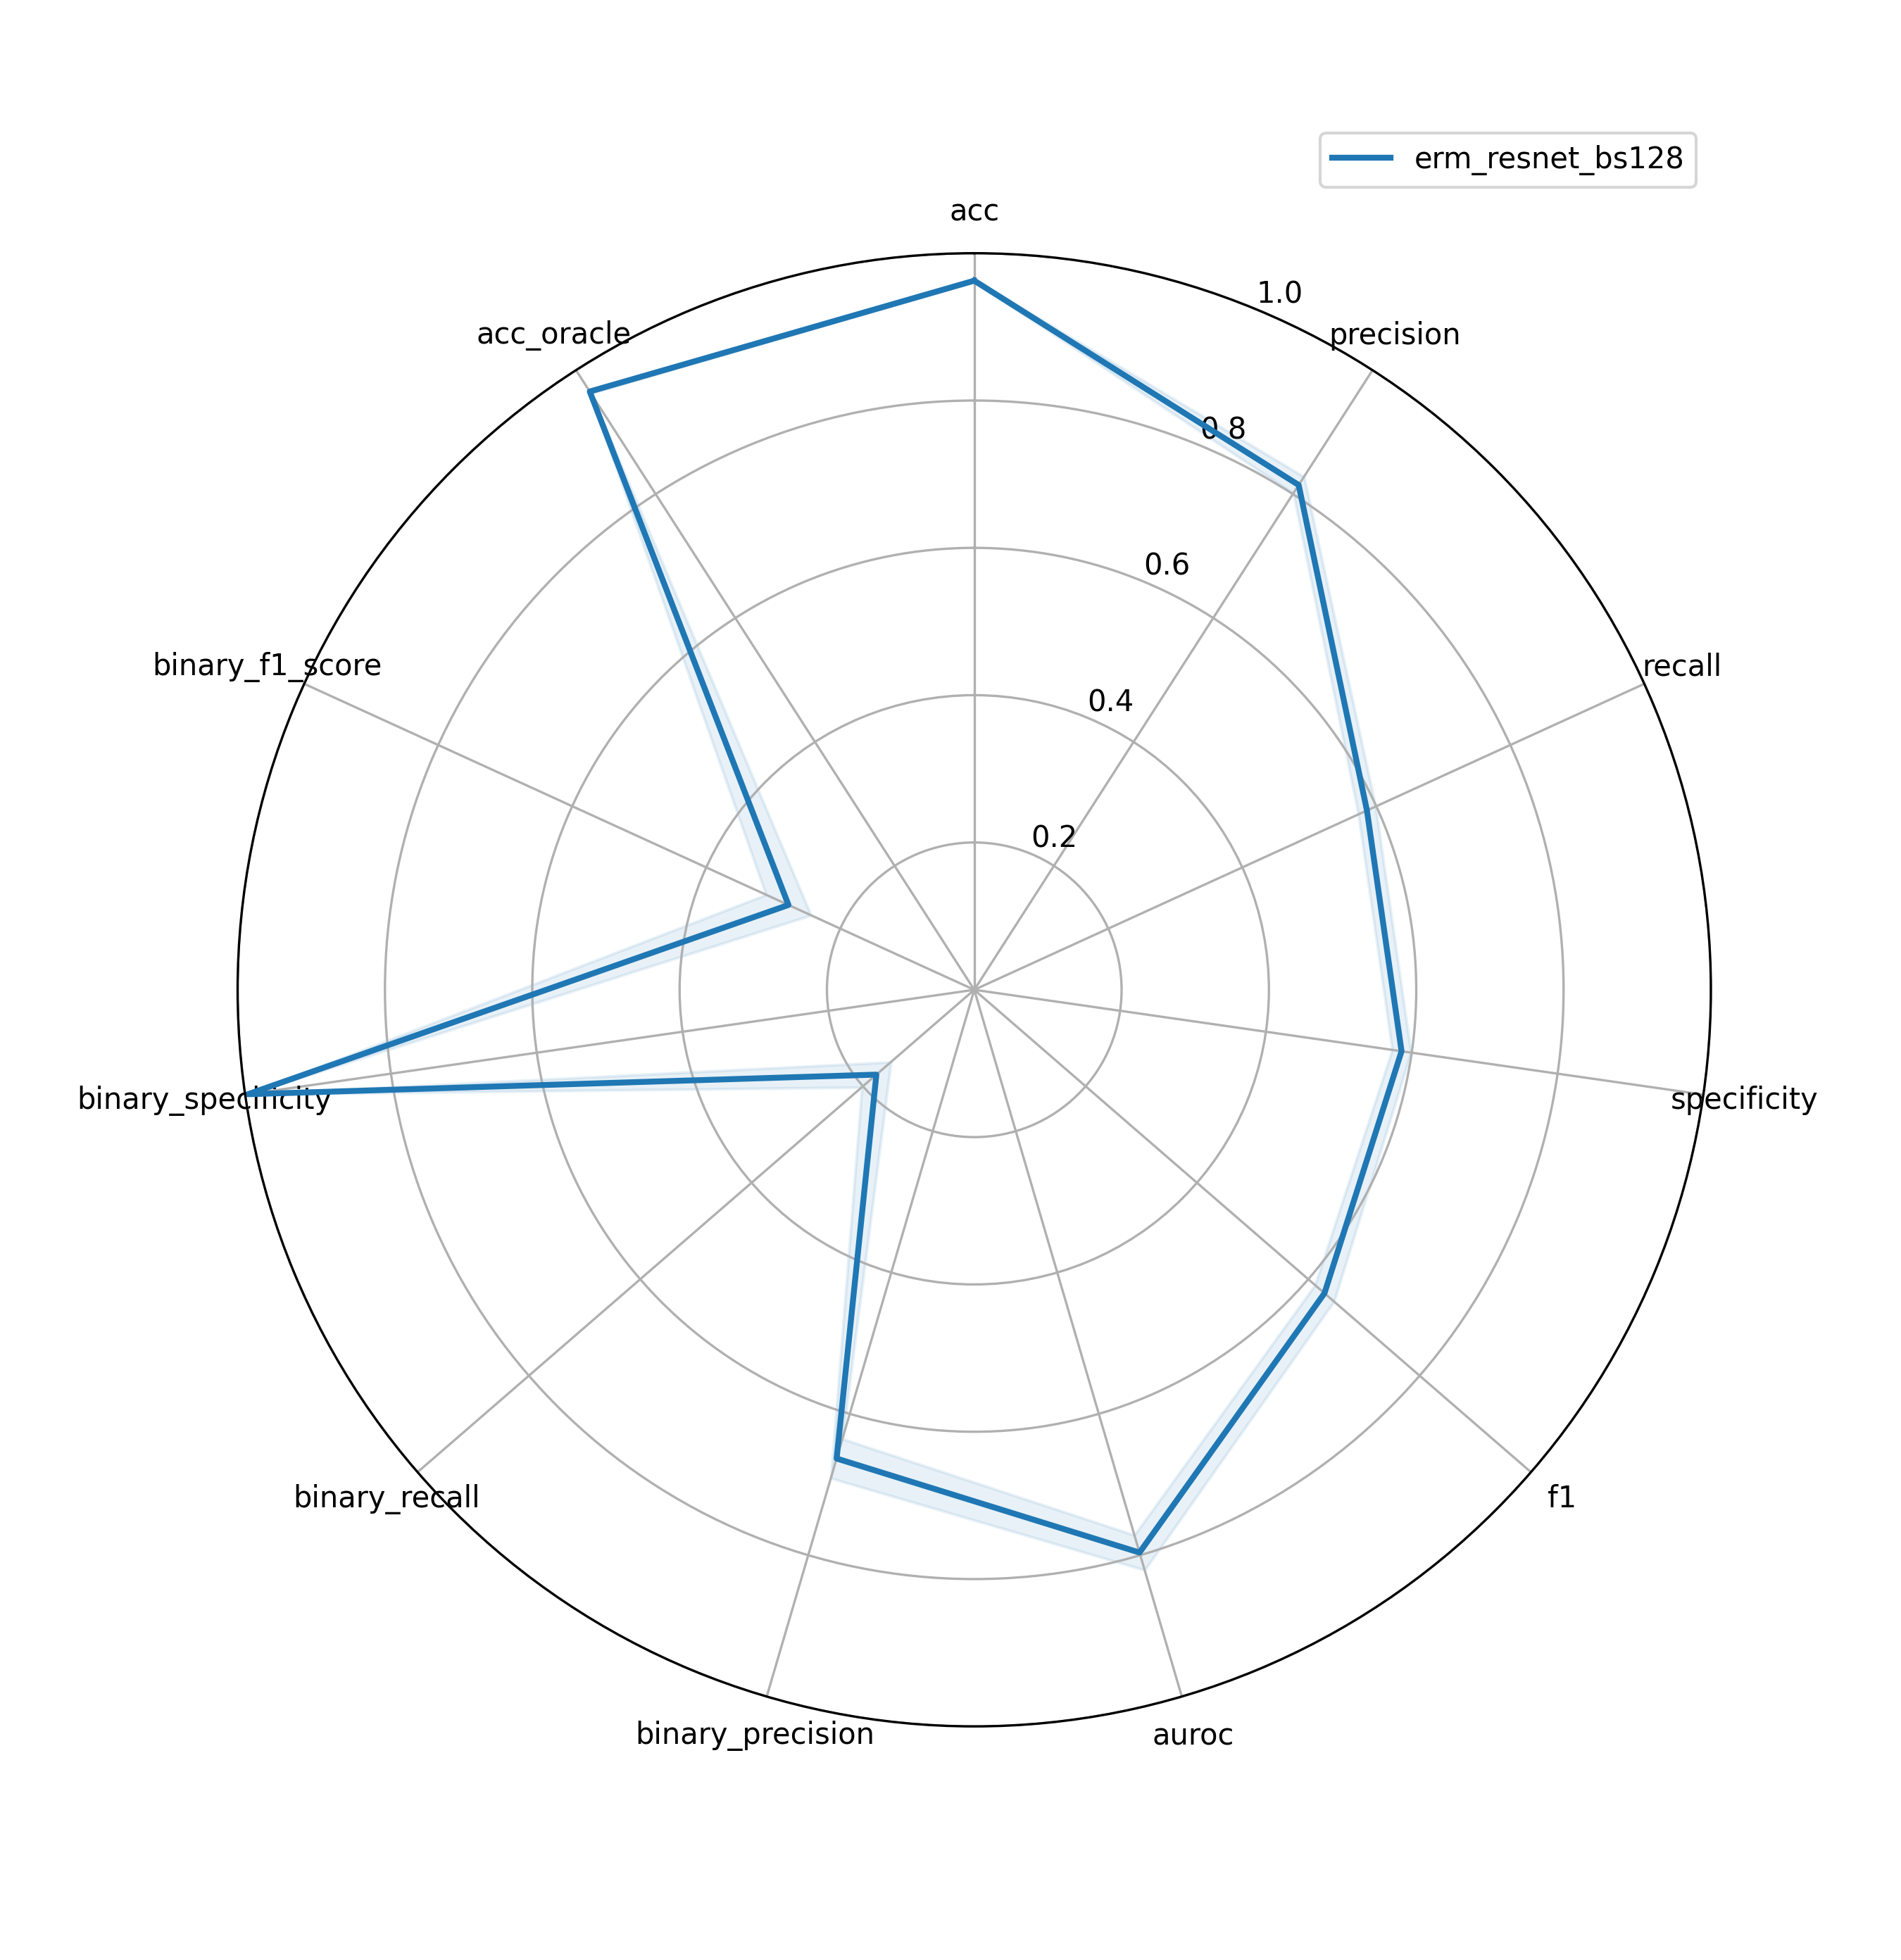 erm_resnet_bs128
acc
1.0
acc_oracle
precision
0.8
0.6
binary_f1_score
recall
0.4
0.2
binary_specificity
specificity
binary_recall
f1
binary_precision
auroc